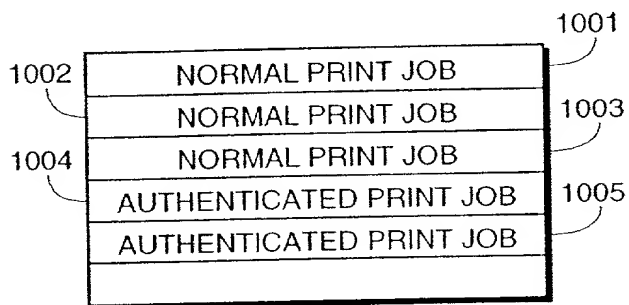 1001
1002
NORMAL PRINT JOB
NORMAL PRINT JOB
1003
NORMAL PRINT JOB
1004
AUTHENTICATED PRINT JOB
1005
AUTHENTICATED PRINT JOB